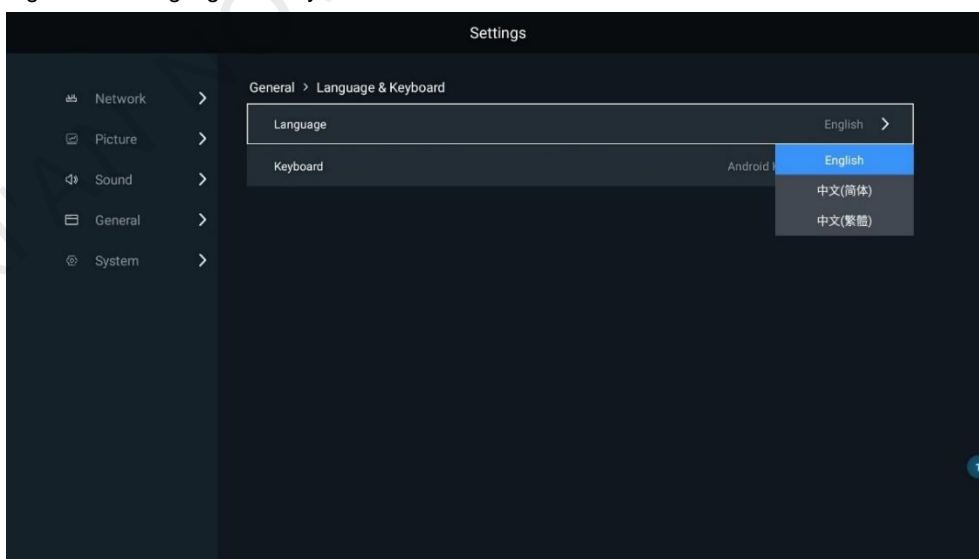 Settings
Network
Picture
Sound
General
System
General > Language & Keyboard
Language English
Keyboard Android
English
中文(简体)
中文(繁體)